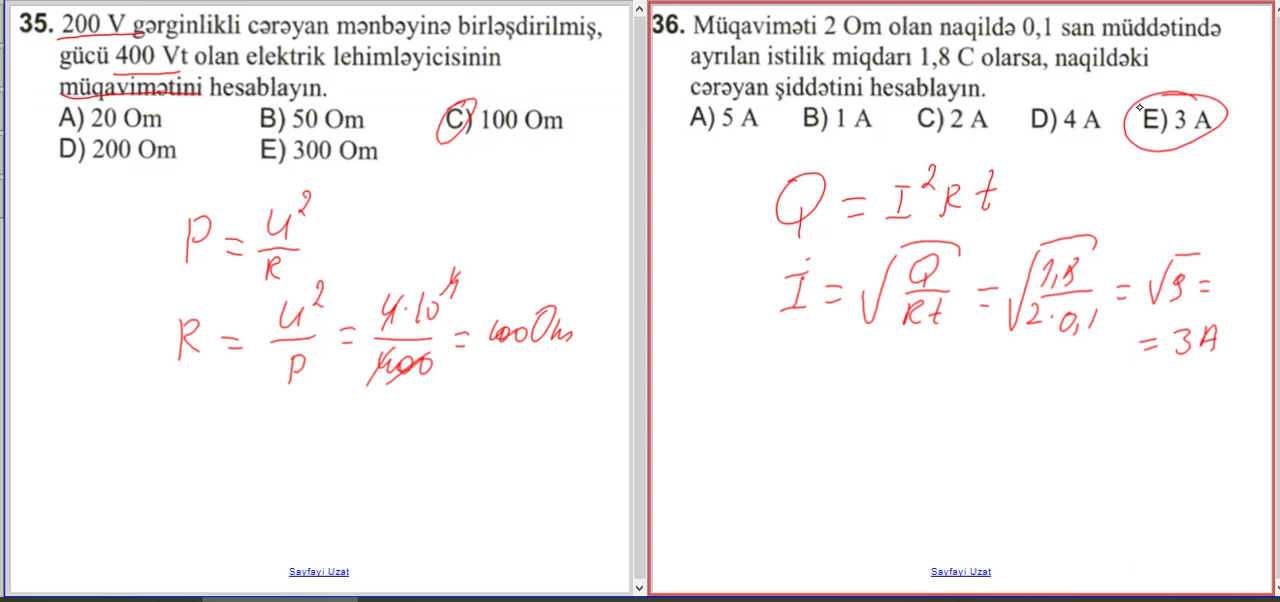 35. 200 V gərginlikli cərəyan mənbəyinə birləşdirilmiş,
gücü 400 Vt olan elektrik lehimləyicisinin
müqavimətini hesablayın.
A) 20 Om B) 50 Om C) 100 Om
D) 200 Om E) 300 Om
P = U²/R
R = U²/P = 4·10⁴/400 = 100 Om
Sayfayi Uzat
36. Müqaviməti 2 Om olan naqildə 0,1 san müddətində
ayrılan istilik miqdarı 1,8 C olarsa, naqildəki
cərəyan şiddətini hesablayın.
A) 5 A B) 1 A C) 2 A D) 4 A E) 3 A
Q = I²Rt
I = √(Q/Rt) = √(1,8/2·0,1) = √9 =
= 3A
Sayfayi Uzat